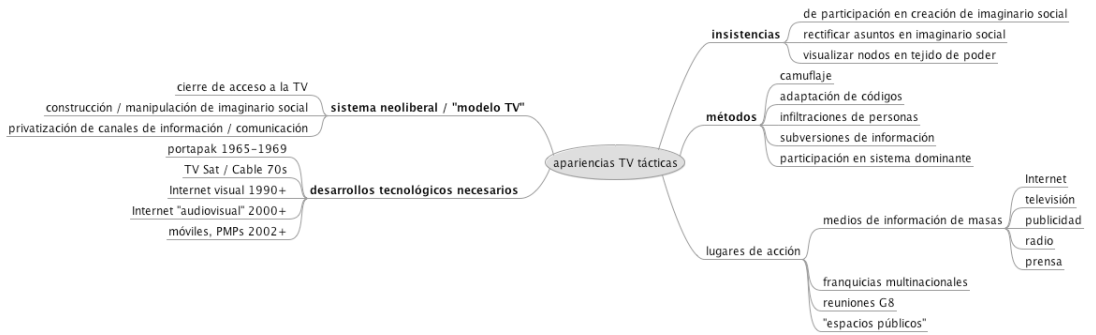 apariencias TV tácticas
sistema neoliberal / "modelo TV"
cierre de acceso a la TV
construcción / manipulación de imaginario social
privatización de canales de información / comunicación
desarrollos tecnológicos necesarios
portapak 1965-1969
TV Sat / Cable 70s
Internet visual 1990+
Internet "audiovisual" 2000+
móviles, PMPs 2002+
insistencias
de participación en creación de imaginario social
rectificar asuntos en imaginario social
visualizar nodos en tejido de poder
métodos
camuflaje
adaptación de códigos
infiltraciones de personas
subversiones de información
participación en sistema dominante
lugares de acción
medios de información de masas
Internet
televisión
publicidad
radio
prensa
franquicias multinacionales
reuniones G8
"espacios públicos"